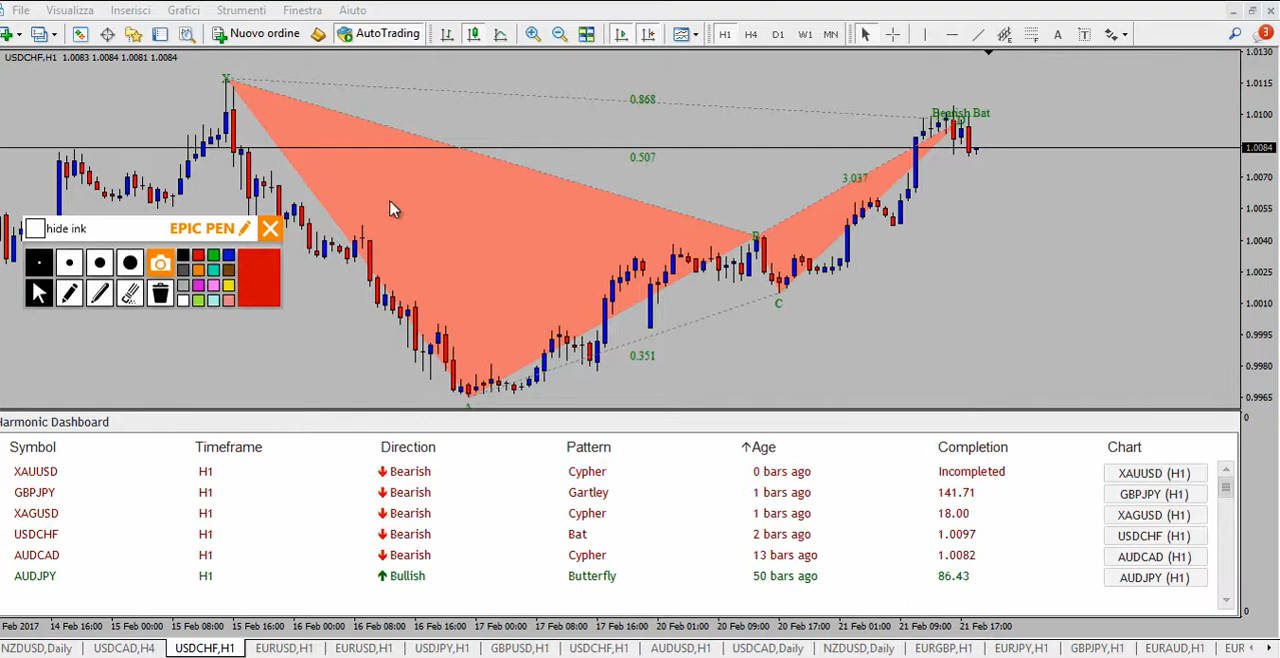 File Visualizza Inserisci Grafici Strumenti Finestra Aiuto
Nuovo ordine AutoTrading H1 H4 D1 W1 MN A T 3
USDCHF,H1 1.0083 1.0084 1.0081 1.0084
1.0130
X
1.0115
0.868
Bearish Bat
D
1.0100
0.507
1.0084
3.037
1.0070
1.0055
hide ink EPIC PEN
B
1.0040
1.0025
C
1.0010
0.351
0.9995
0.9980
0.9965
A
Harmonic Dashboard
0
Symbol Timeframe Direction Pattern ↑Age Completion Chart
XAUUSD H1 Bearish Cypher 0 bars ago Incompleted XAUUSD (H1)
GBPJPY H1 Bearish Gartley 1 bars ago 141.71 GBPJPY (H1)
XAGUSD H1 Bearish Cypher 1 bars ago 18.00 XAGUSD (H1)
USDCHF H1 Bearish Bat 2 bars ago 1.0097 USDCHF (H1)
AUDCAD H1 Bearish Cypher 13 bars ago 1.0082 AUDCAD (H1)
AUDJPY H1 Bullish Butterfly 50 bars ago 86.43 AUDJPY (H1)
0
Feb 2017 14 Feb 16:00 15 Feb 00:00 15 Feb 08:00 15 Feb 16:00 16 Feb 00:00 16 Feb 08:00 16 Feb 16:00 17 Feb 00:00 17 Feb 08:00 17 Feb 16:00 20 Feb 01:00 20 Feb 09:00 20 Feb 17:00 21 Feb 01:00 21 Feb 09:00 21 Feb 17:00
NZDUSD,Daily USDCAD,H4 USDCHF,H1 EURUSD,H1 EURUSD,H1 USDJPY,H1 GBPUSD,H1 USDCHF,H1 AUDUSD,H1 USDCAD,Daily NZDUSD,Daily EURGBP,H1 EURJPY,H1 GBPJPY,H1 EURAUD,H1 EUR